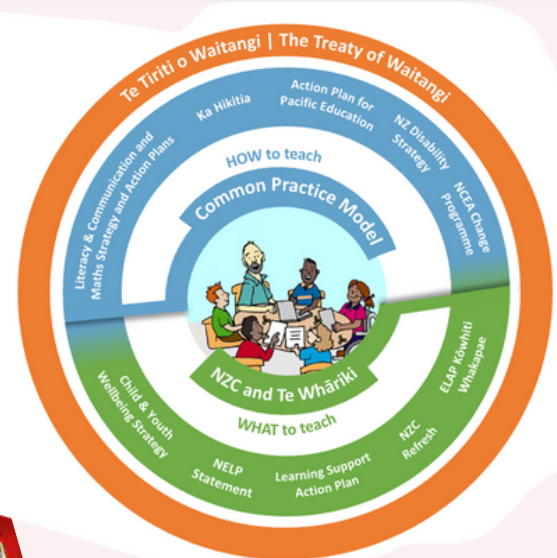 Te Tiriti o Waitangi | The Treaty of Waitangi
Literacy & Communication and
Maths Strategy and Action Plans
Ka Hikitia
Action Plan for
Pacific Education
NZ Disability
Strategy
NCEA Change
Programme
HOW to teach
Common Practice Model
NZC and Te Whāriki
WHAT to teach
Child & Youth
Wellbeing Strategy
NELP
Statement
Learning Support
Action Plan
NZC
Refresh
ELAP Kōwhiti
Whakapae